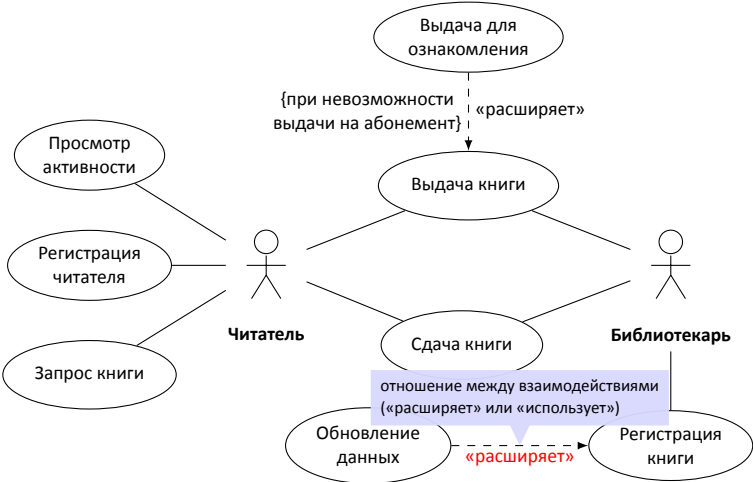 Выдача для
ознакомления
{при невозможности
выдачи на абонемент}
«расширяет»
Просмотр
активности
Выдача книги
Регистрация
читателя
Читатель
Библиотекарь
Сдача книги
Запрос книги
отношение между взаимодействиями
(«расширяет» или «использует»)
Обновление
данных
«расширяет»
Регистрация
книги